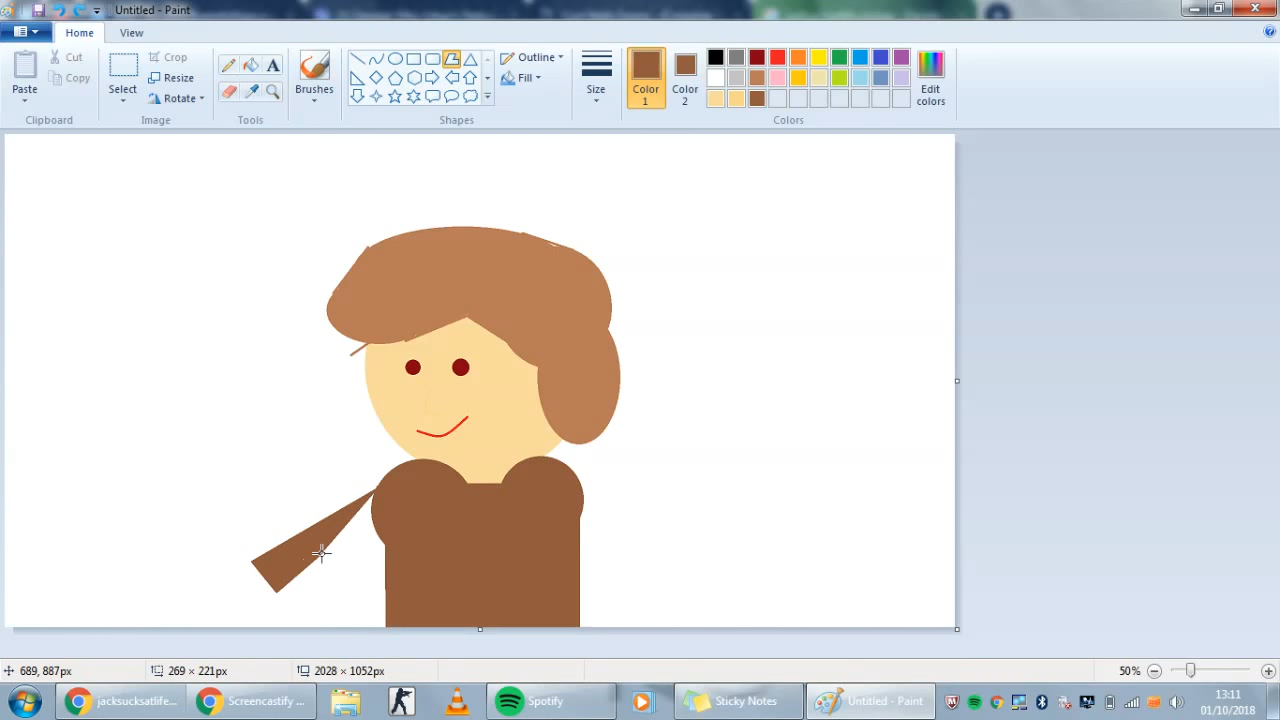 Untitled - Paint
Home View
Paste
Cut
Copy
Clipboard
Select
Crop
Resize
Rotate
Image
Tools
Brushes
Outline
Fill
Shapes
Size
Color 1
Color 2
Colors
Edit colors
689, 887px 269 × 221px 2028 × 1052px 50%
jacksucksatlife... Screencastify ... Spotify Sticky Notes Untitled - Paint
13:11
01/10/2018